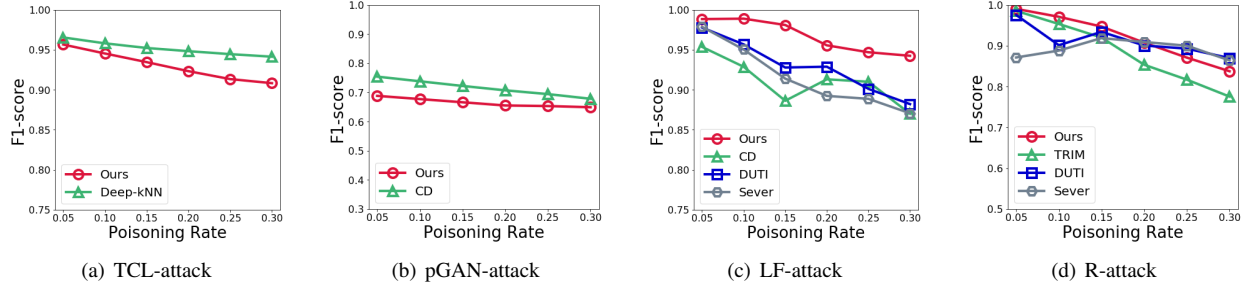 1.00
0.95
0.90
0.85
0.80
0.75
F1-score
Ours
Deep-kNN
0.05 0.10 0.15 0.20 0.25 0.30
Poisoning Rate
(a) TCL-attack
1.0
0.9
0.8
0.7
0.6
0.5
0.4
0.3
F1-score
Ours
CD
0.05 0.10 0.15 0.20 0.25 0.30
Poisoning Rate
(b) pGAN-attack
1.00
0.95
0.90
0.85
0.80
0.75
F1-score
Ours
CD
DUTI
Sever
0.05 0.10 0.15 0.20 0.25 0.30
Poisoning Rate
(c) LF-attack
1.0
0.9
0.8
0.7
0.6
0.5
F1-score
Ours
TRIM
DUTI
Sever
0.05 0.10 0.15 0.20 0.25 0.30
Poisoning Rate
(d) R-attack